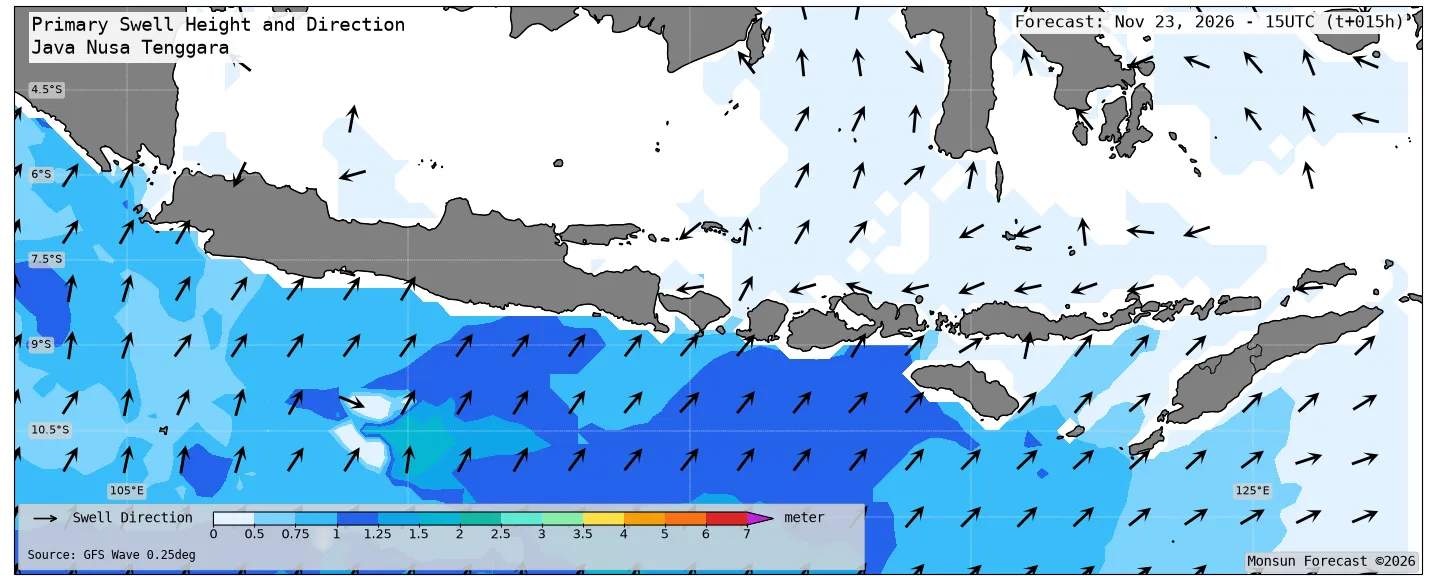 Primary Swell Height and Direction
Java Nusa Tenggara
Forecast: Nov 23, 2026 - 15UTC (t+015h)
4.5°S
6°S
7.5°S
9°S
10.5°S
105°E
125°E
Swell Direction
0 0.5 0.75 1 1.25 1.5 2 2.5 3 3.5 4 5 6 7
meter
Source: GFS Wave 0.25deg
Monsun Forecast ©2026